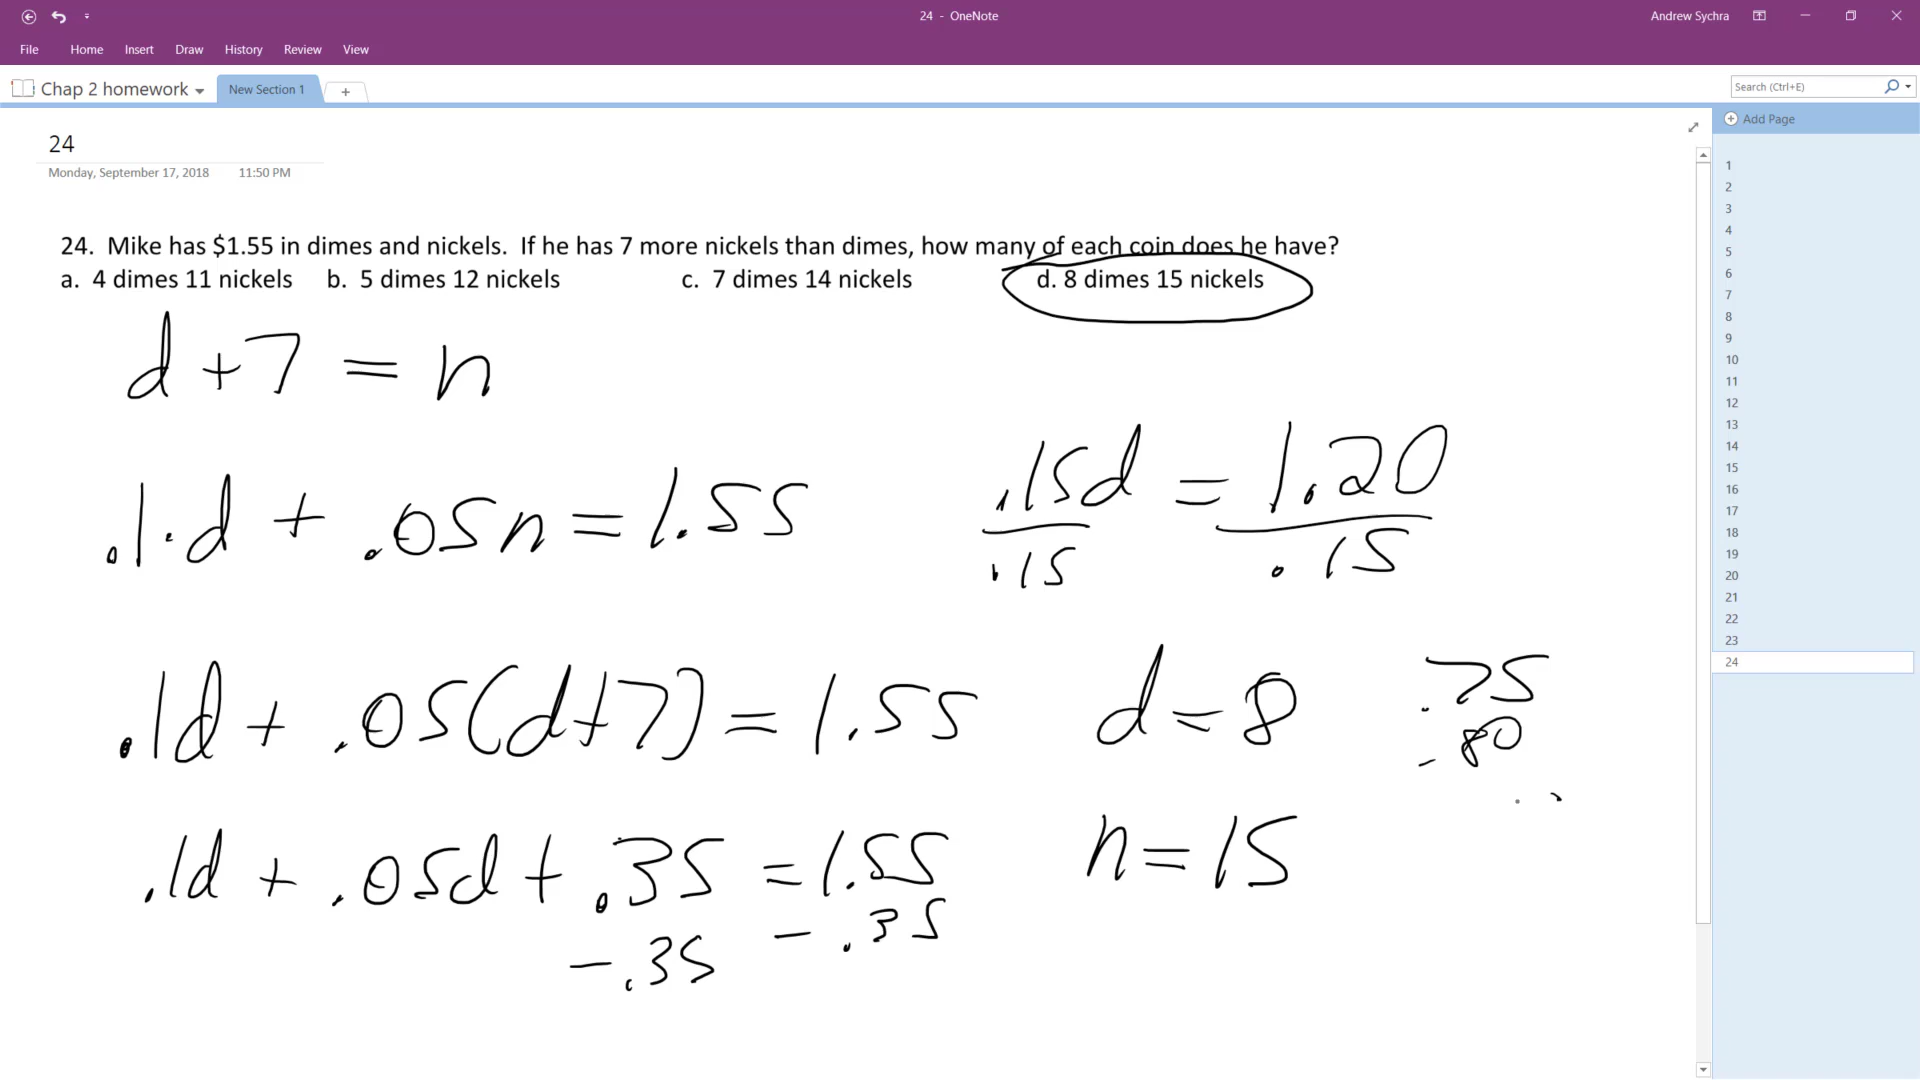 24 - OneNote
Andrew Sychra
File Home Insert Draw History Review View
Chap 2 homework
New Section 1
+
Search (Ctrl+E)
Add Page
24
Monday, September 17, 2018 11:50 PM
24. Mike has $1.55 in dimes and nickels. If he has 7 more nickels than dimes, how many of each coin does he have?
a. 4 dimes 11 nickels b. 5 dimes 12 nickels c. 7 dimes 14 nickels d. 8 dimes 15 nickels
d+7 = n
.1·d + .05n = 1.55
.1d + .05(d+7) = 1.55
.1d + .05d + .35 = 1.55
-.35 -.35
.15d = 1.20
.15 .15
d = 8
n = 15
.75
.80
1
2
3
4
5
6
7
8
9
10
11
12
13
14
15
16
17
18
19
20
21
22
23
24